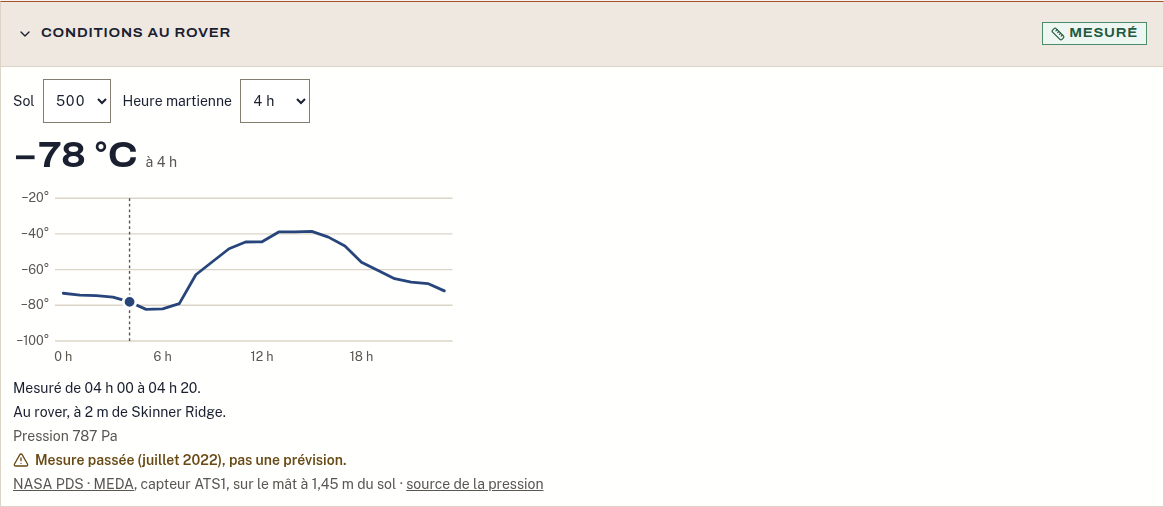 CONDITIONS AU ROVER
MESURÉ
Sol 500 Heure martienne 4 h
−78 °C à 4 h
−20°
−40°
−60°
−80°
−100°
0 h 6 h 12 h 18 h
Mesuré de 04 h 00 à 04 h 20.
Au rover, à 2 m de Skinner Ridge.
Pression 787 Pa
Mesure passée (juillet 2022), pas une prévision.
NASA PDS · MEDA, capteur ATS1, sur le mât à 1,45 m du sol · source de la pression